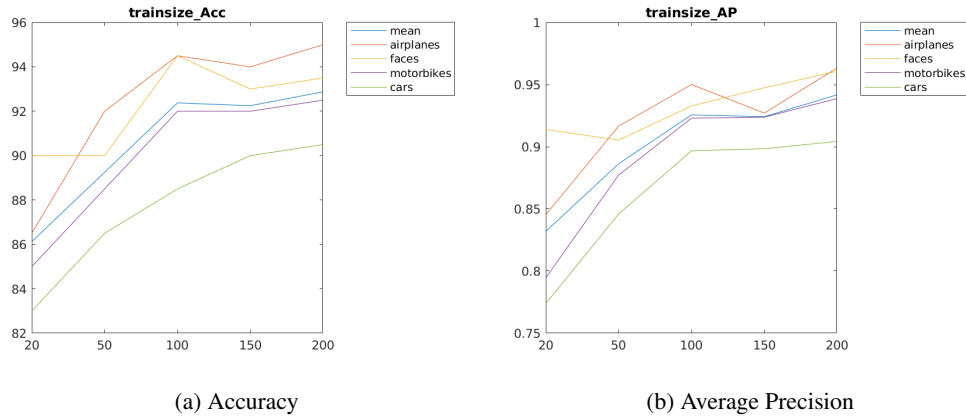 trainsize_Acc
96
94
92
90
88
86
84
82
20 50 100 150 200
mean
airplanes
faces
motorbikes
cars
(a) Accuracy
trainsize_AP
1
0.95
0.9
0.85
0.8
0.75
20 50 100 150 200
mean
airplanes
faces
motorbikes
cars
(b) Average Precision